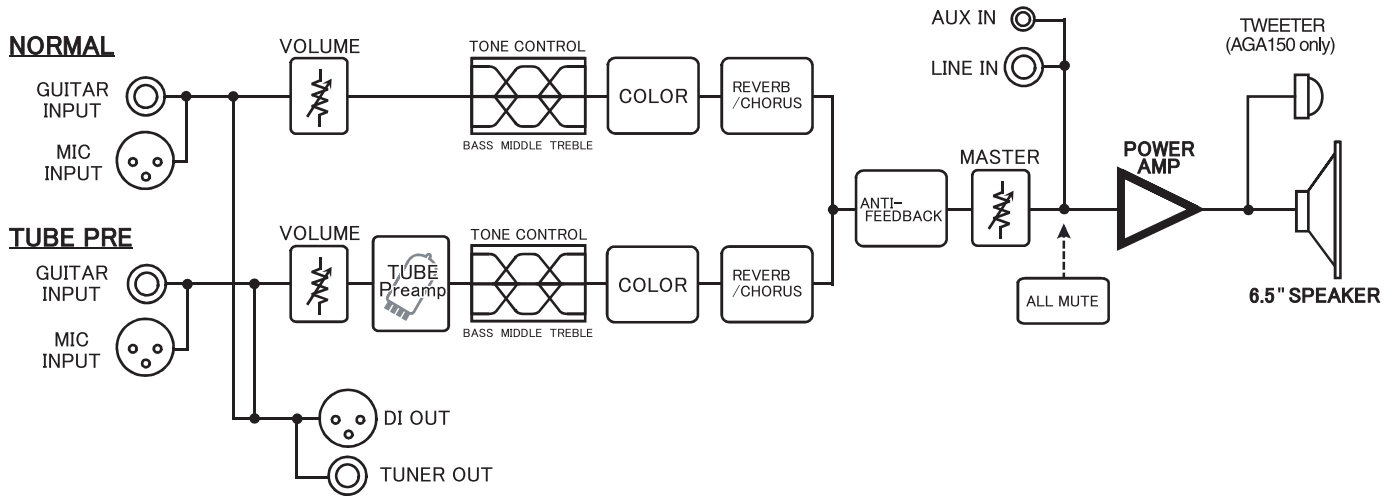 NORMAL
GUITAR
INPUT
MIC
INPUT
VOLUME
TONE CONTROL
BASS MIDDLE TREBLE
COLOR
REVERB
/CHORUS
TUBE PRE
GUITAR
INPUT
MIC
INPUT
VOLUME
TUBE
Preamp
TONE CONTROL
BASS MIDDLE TREBLE
COLOR
REVERB
/CHORUS
DI OUT
TUNER OUT
ANTI-
FEEDBACK
MASTER
AUX IN
LINE IN
ALL MUTE
POWER
AMP
TWEETER
(AGA150 only)
6.5" SPEAKER